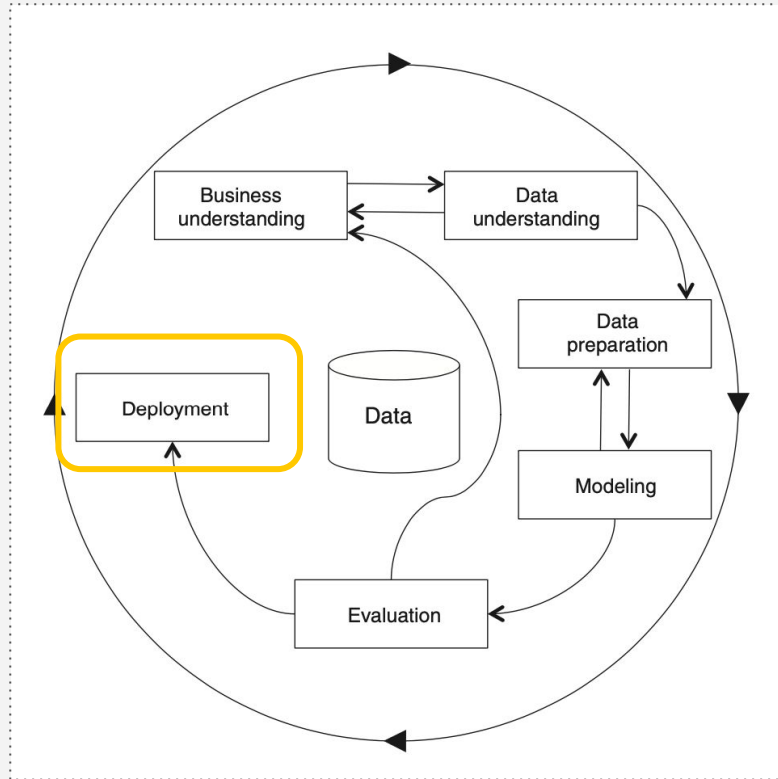 Business
understanding
Data
understanding
Data
preparation
Deployment
Data
Modeling
Evaluation